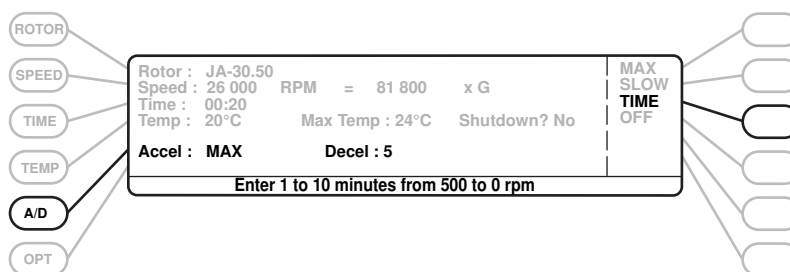 ROTOR
SPEED
TIME
TEMP
A/D
OPT
Rotor : JA-30.50
Speed : 26 000 RPM = 81 800 x G
Time : 00:20
Temp : 20°C Max Temp : 24°C Shutdown? No
Accel : MAX Decel : 5
Enter 1 to 10 minutes from 500 to 0 rpm
MAX
SLOW
TIME
OFF